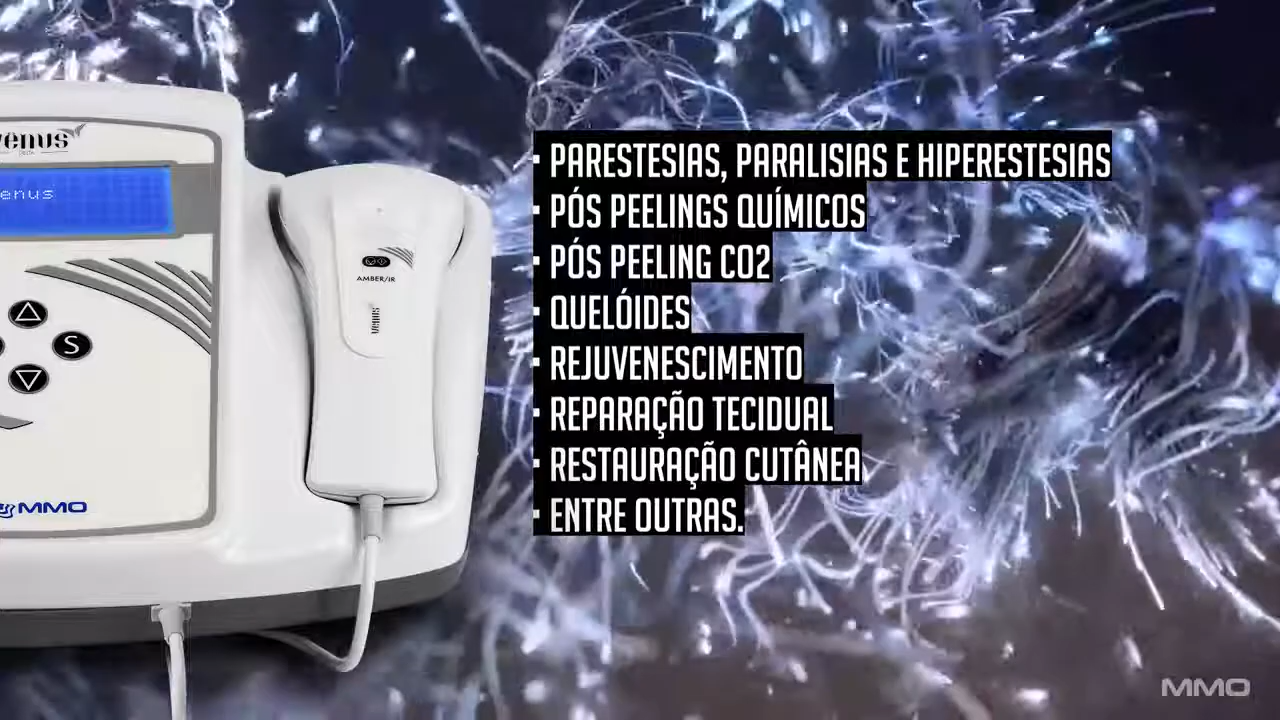 venus
enus
S
AMBER/IR
venus
MMO
· PARESTESIAS, PARALISIAS E HIPERESTESIAS
· PÓS PEELINGS QUÍMICOS
· PÓS PEELING CO2
· QUELÓIDES
· REJUVENESCIMENTO
· REPARAÇÃO TECIDUAL
· RESTAURAÇÃO CUTÂNEA
· ENTRE OUTRAS.
MMO